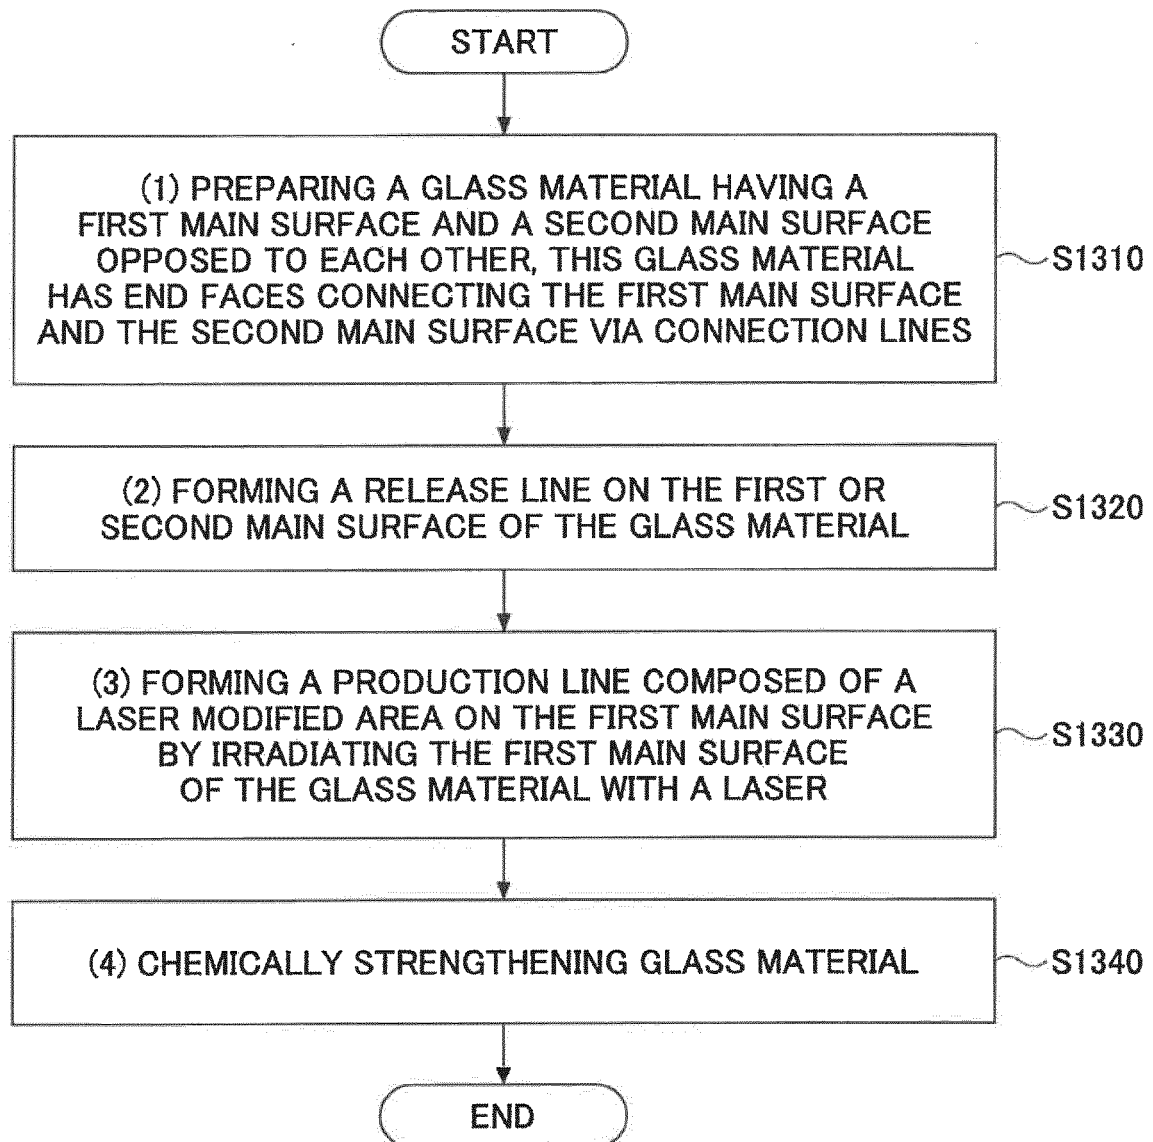 START
(1) PREPARING A GLASS MATERIAL HAVING A
FIRST MAIN SURFACE AND A SECOND MAIN SURFACE
OPPOSED TO EACH OTHER, THIS GLASS MATERIAL
HAS END FACES CONNECTING THE FIRST MAIN SURFACE
AND THE SECOND MAIN SURFACE VIA CONNECTION LINES
S1310
(2) FORMING A RELEASE LINE ON THE FIRST OR
SECOND MAIN SURFACE OF THE GLASS MATERIAL
S1320
(3) FORMING A PRODUCTION LINE COMPOSED OF A
LASER MODIFIED AREA ON THE FIRST MAIN SURFACE
BY IRRADIATING THE FIRST MAIN SURFACE
OF THE GLASS MATERIAL WITH A LASER
S1330
(4) CHEMICALLY STRENGTHENING GLASS MATERIAL
S1340
END